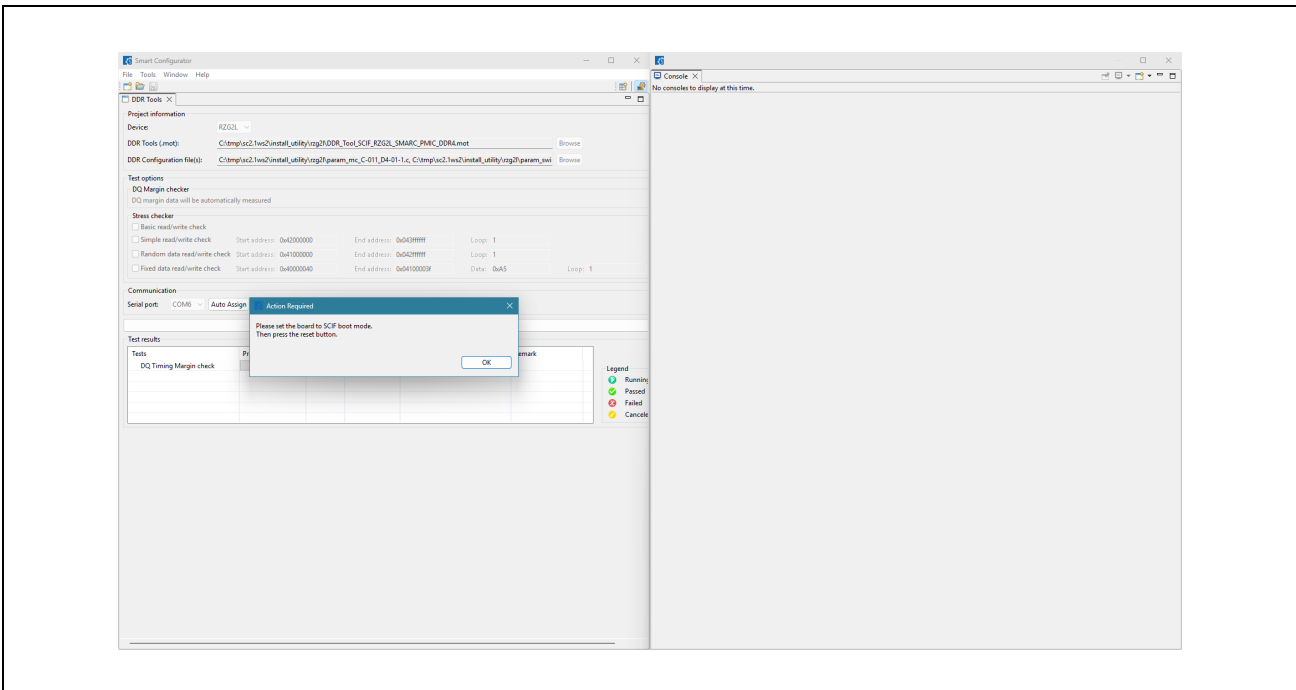 Smart Configurator
File Tools Window Help
DDR Tools
Project information
Device: RZG2L
DDR Tools (.mot): C:\tmp\sc2.1ws2\install_utility\rzg2l\DDR_Tool_SCIF_RZG2L_SMARC_PMIC_DDR4.mot Browse
DDR Configuration file(s): C:\tmp\sc2.1ws2\install_utility\rzg2l\param_mc_C-011_D4-01-1.c, C:\tmp\sc2.1ws2\install_utility\rzg2l\param_swi Browse
Test options
DQ Margin checker
DQ margin data will be automatically measured
Stress checker
Basic read/write check
Simple read/write check Start address: 0x42000000 End address: 0x043ffffff Loop: 1
Random data read/write check Start address: 0x41000000 End address: 0x042ffffff Loop: 1
Fixed data read/write check Start address: 0x40000040 End address: 0x04100003f Data: 0xA5 Loop: 1
Communication
Serial port: COM6 Auto Assign
Action Required
Please set the board to SCIF boot mode.
Then press the reset button.
OK
Test results
Tests Pr emark
DQ Timing Margin check
Legend
Running
Passed
Failed
Cancele
Console
No consoles to display at this time.